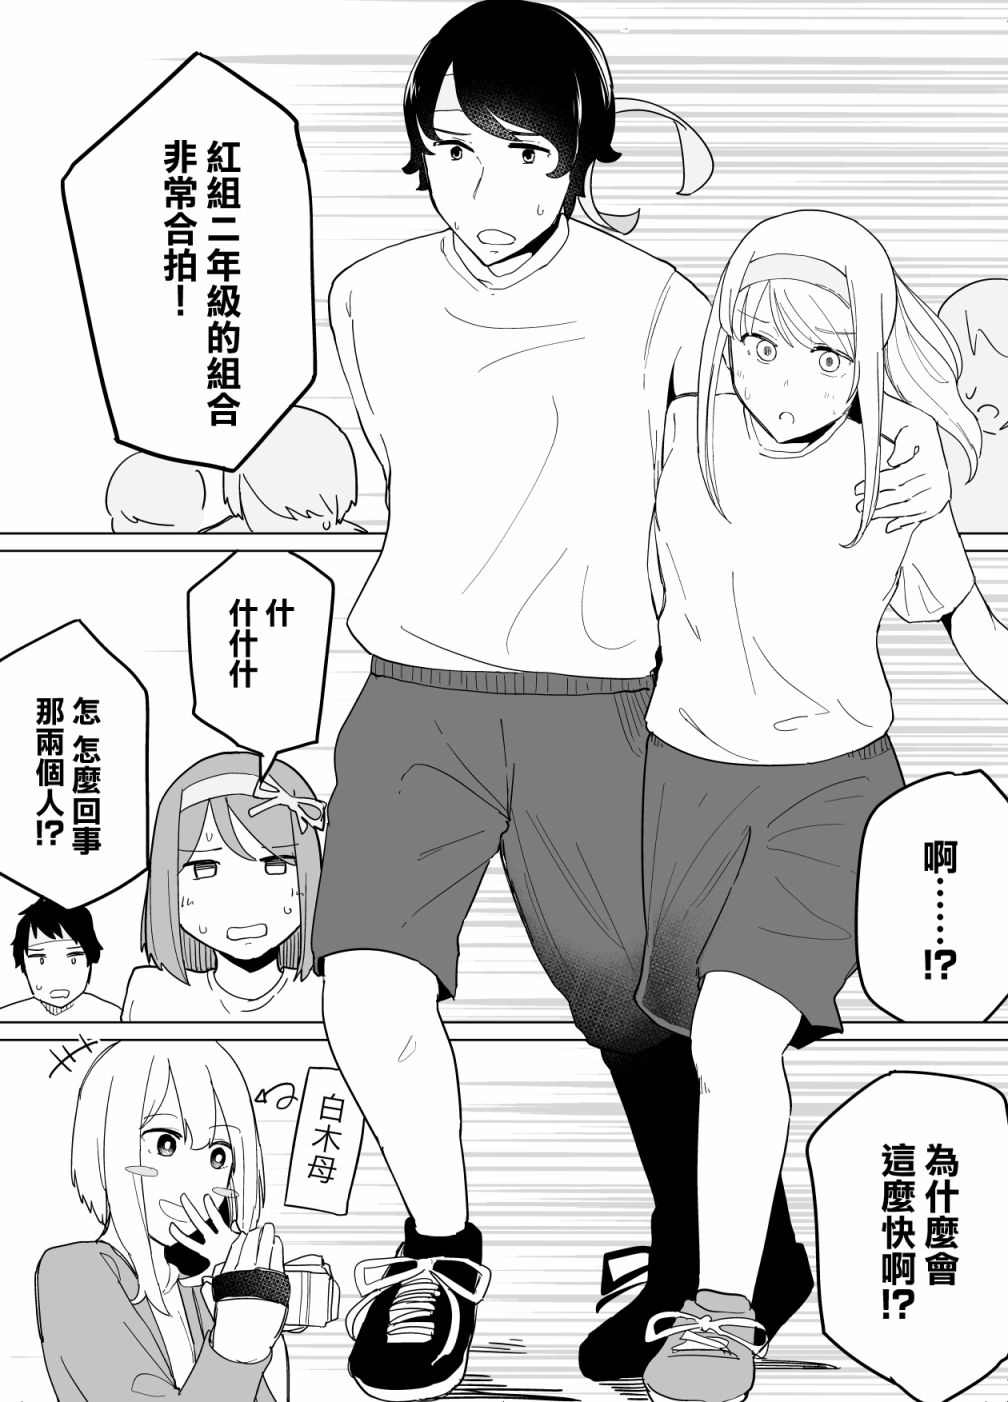 紅組二年級的組合
非常合拍！
什
什什什
怎 怎麼回事
那兩個人!?
啊……!?
白木母
為什麼會
這麼快啊!?